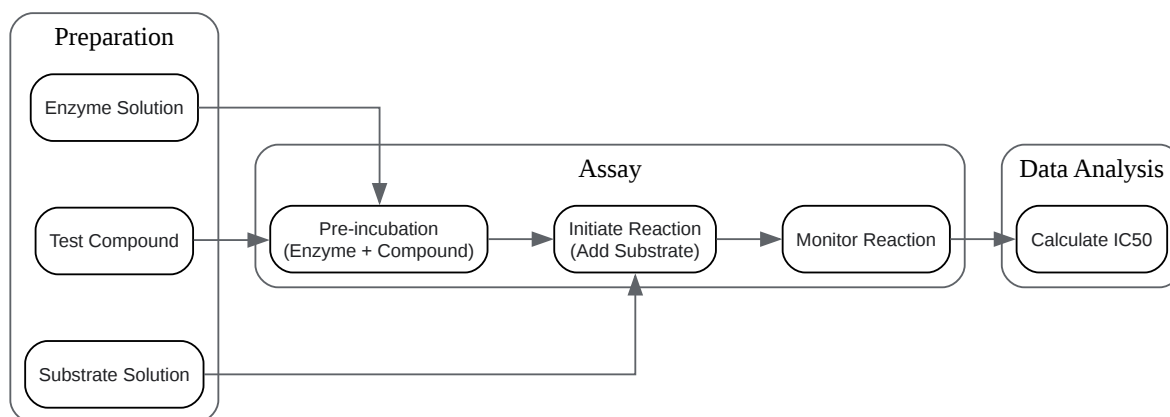 Preparation
Enzyme Solution
Test Compound
Substrate Solution
Assay
Pre-incubation
(Enzyme + Compound)
Initiate Reaction
(Add Substrate)
Monitor Reaction
Data Analysis
Calculate IC50